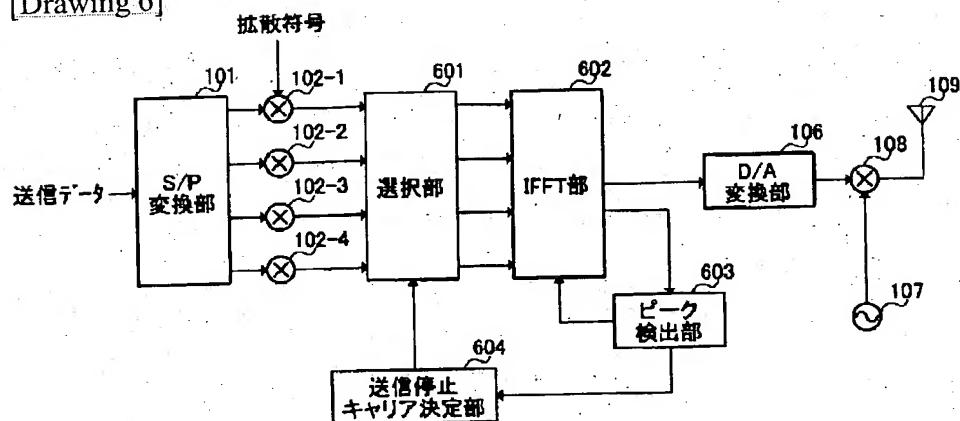 [Drawing 6]
拡散符号
101
102-1
601
602
109
102-2
106
108
送信データ
S/P
変換部
選択部
IFFT部
D/A
変換部
102-3
102-4
603
ピーク
検出部
107
604
送信停止
キャリア決定部